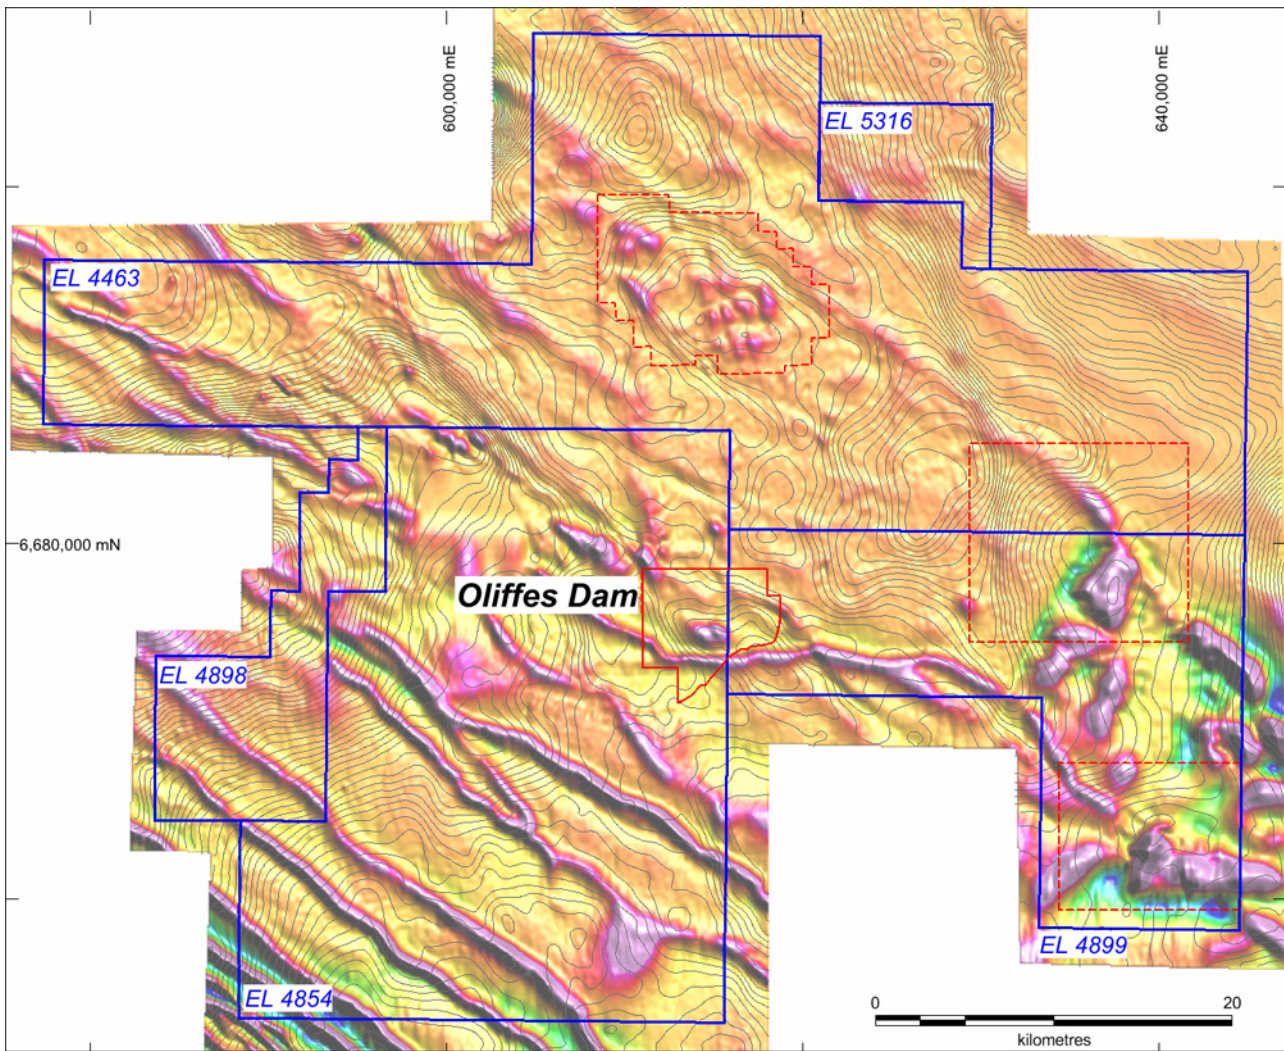 600,000 mE
640,000 mE
EL 5316
EL 4463
6,680,000 mN
Oliffes Dam
EL 4898
EL 4899
EL 4854
0
20
kilometres